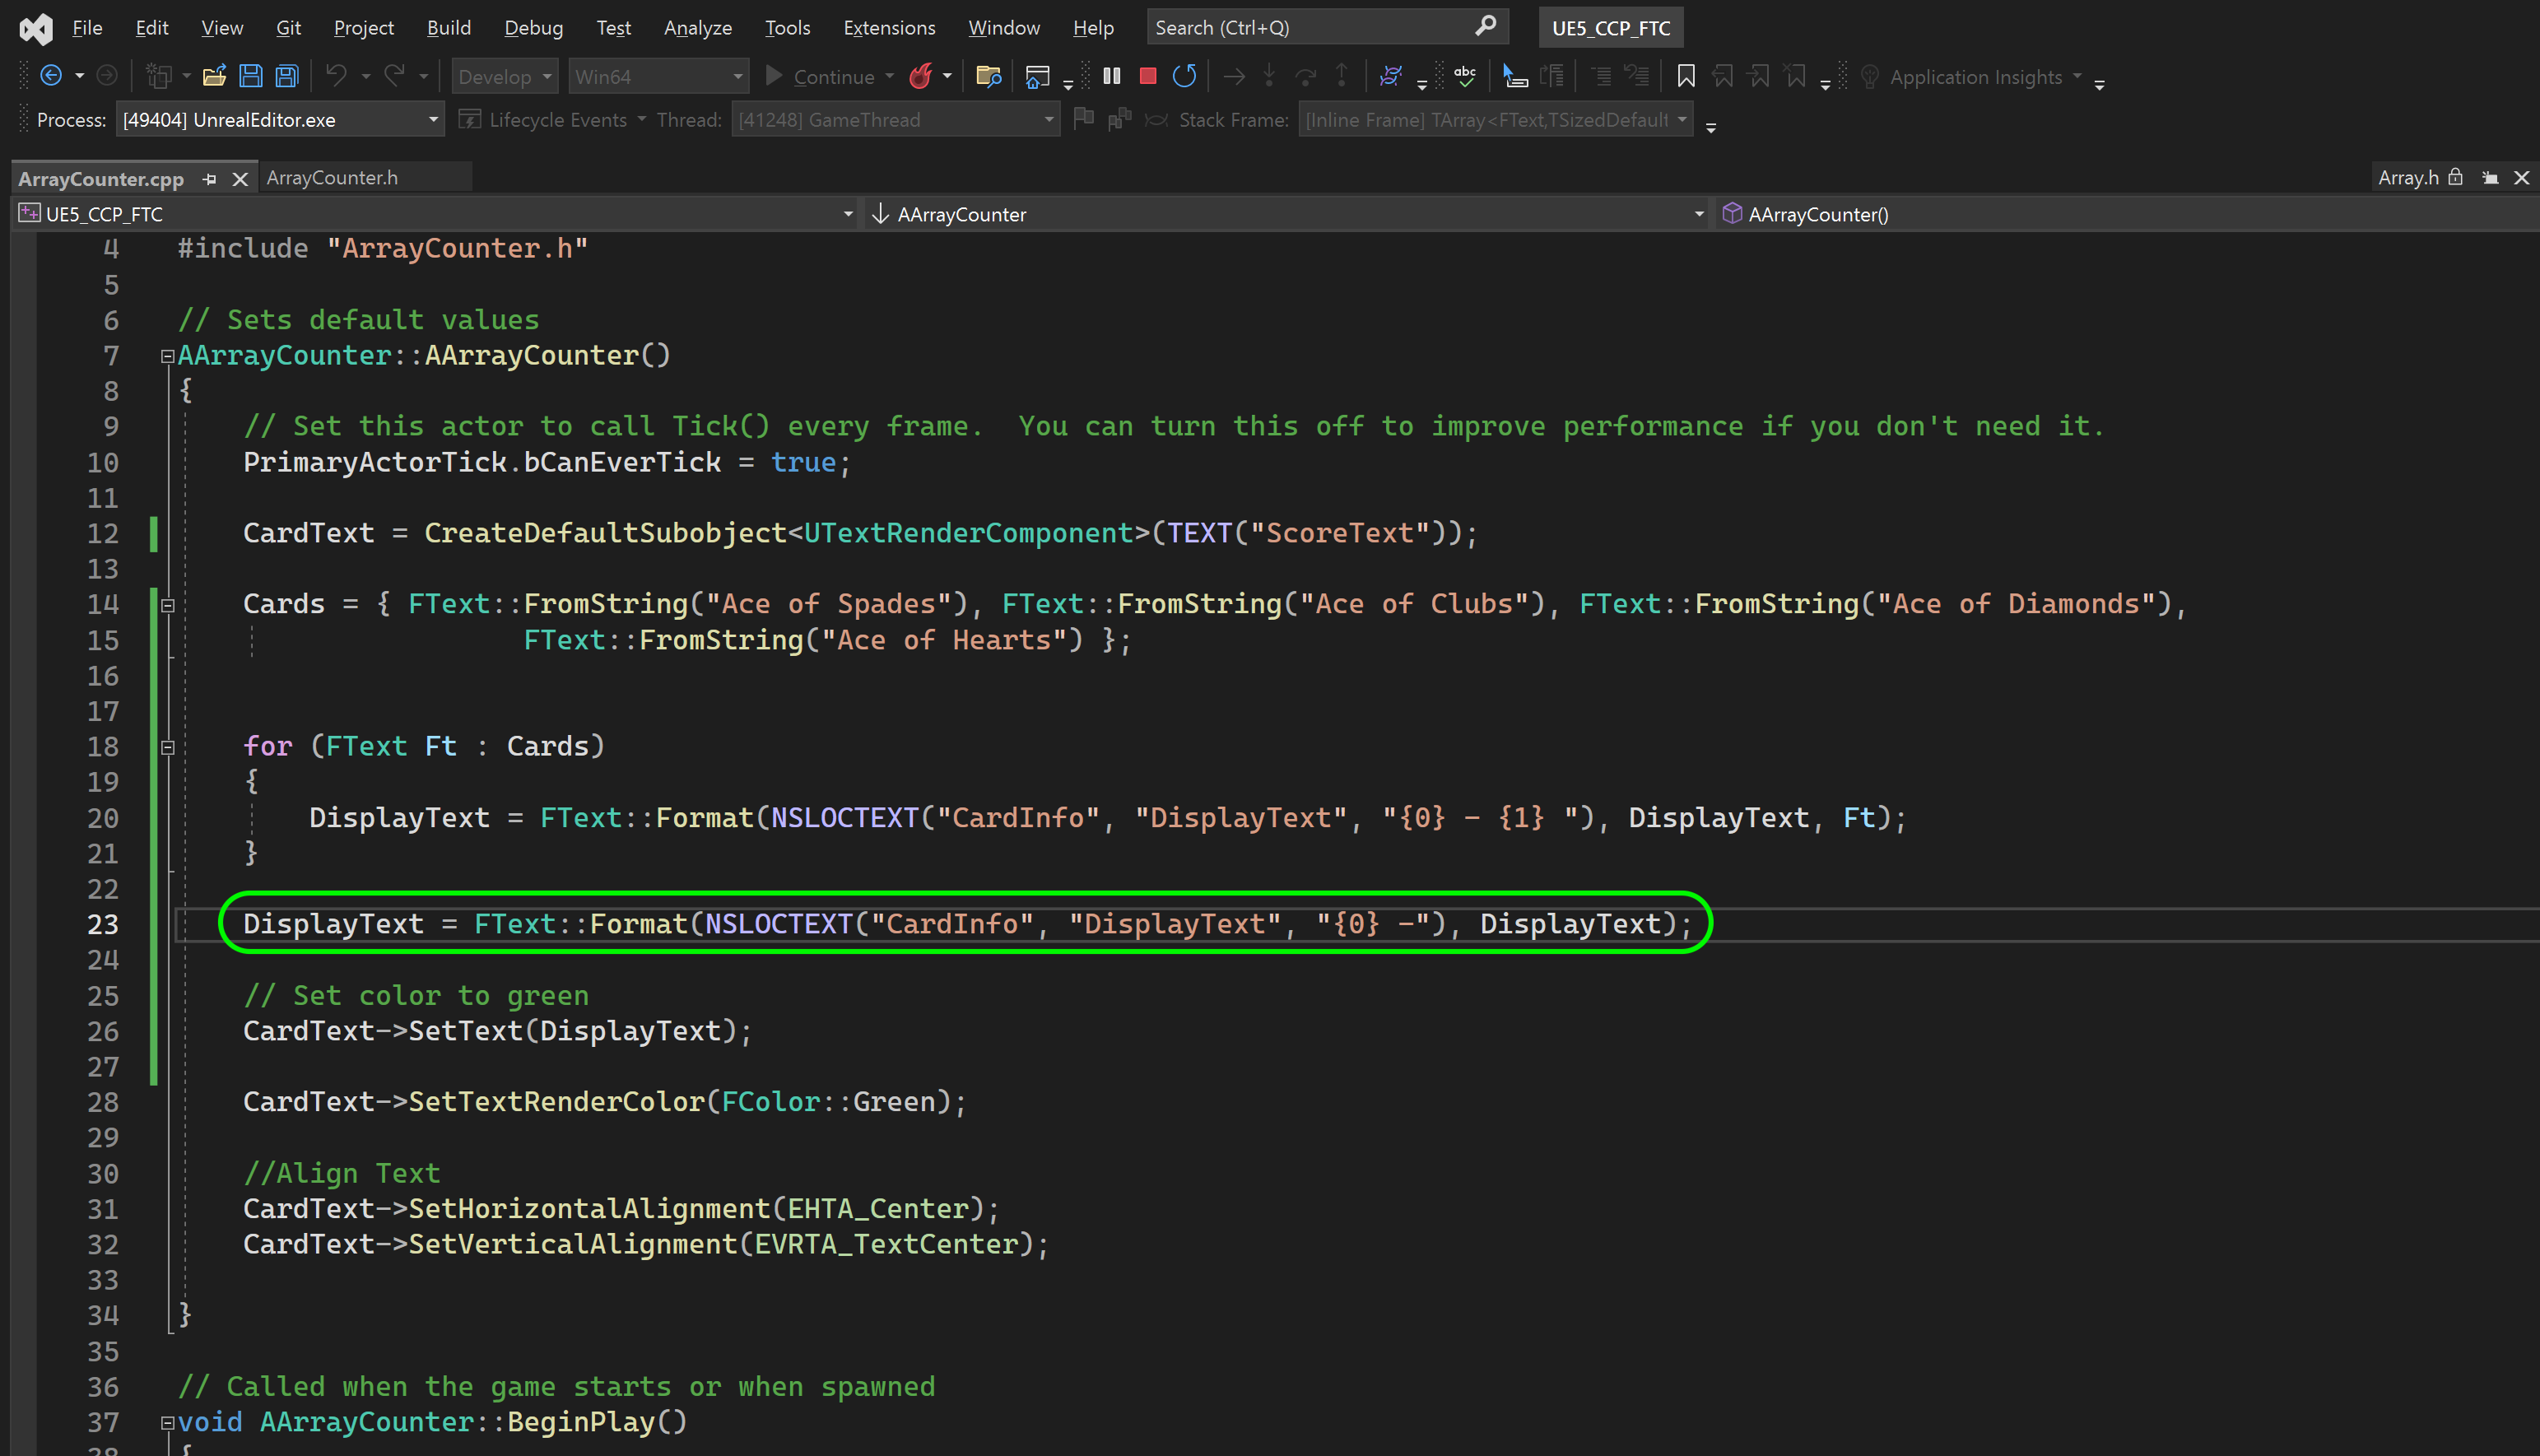 File Edit View Git Project Build Debug Test Analyze Tools Extensions Window Help Search (Ctrl+Q) UE5_CCP_FTC
Develop Win64 Continue abc Application Insights
Process: [49404] UnrealEditor.exe Lifecycle Events Thread: [41248] GameThread Stack Frame: [Inline Frame] TArray<FText,TSizedDefault
ArrayCounter.cpp ArrayCounter.h Array.h
UE5_CCP_FTC AArrayCounter AArrayCounter()
4 #include "ArrayCounter.h"
5
6 // Sets default values
7 AArrayCounter::AArrayCounter()
8 {
9 // Set this actor to call Tick() every frame.  You can turn this off to improve performance if you don't need it.
10 PrimaryActorTick.bCanEverTick = true;
11
12 CardText = CreateDefaultSubobject<UTextRenderComponent>(TEXT("ScoreText"));
13
14 Cards = { FText::FromString("Ace of Spades"), FText::FromString("Ace of Clubs"), FText::FromString("Ace of Diamonds"),
15 FText::FromString("Ace of Hearts") };
16
17
18 for (FText Ft : Cards)
19 {
20 DisplayText = FText::Format(NSLOCTEXT("CardInfo", "DisplayText", "{0} - {1} "), DisplayText, Ft);
21 }
22
23 DisplayText = FText::Format(NSLOCTEXT("CardInfo", "DisplayText", "{0} -"), DisplayText);
24
25 // Set color to green
26 CardText->SetText(DisplayText);
27
28 CardText->SetTextRenderColor(FColor::Green);
29
30 //Align Text
31 CardText->SetHorizontalAlignment(EHTA_Center);
32 CardText->SetVerticalAlignment(EVRTA_TextCenter);
33
34 }
35
36 // Called when the game starts or when spawned
37 void AArrayCounter::BeginPlay()
38 {